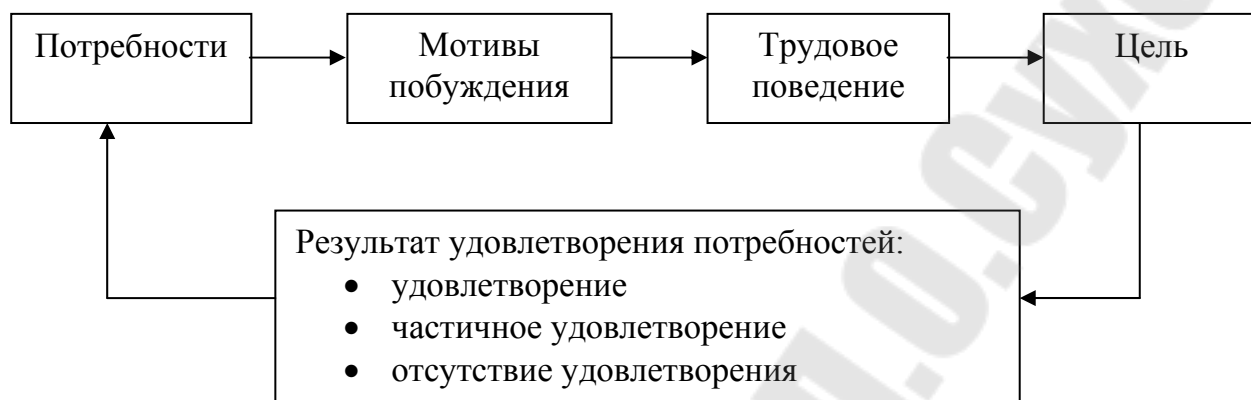 Потребности
Мотивы
побуждения
Трудовое
поведение
Цель
Результат удовлетворения потребностей:
• удовлетворение
• частичное удовлетворение
• отсутствие удовлетворения